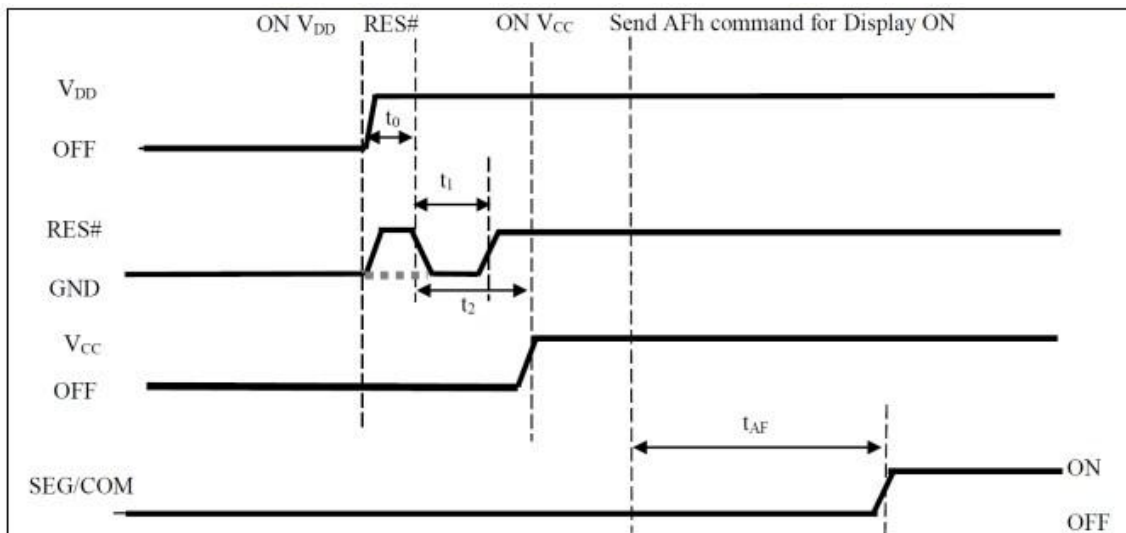 ON VDD RES# ON VCC Send AFh command for Display ON
VDD
t0
OFF
t1
RES#
GND
t2
VCC
OFF
tAF
SEG/COM
ON
OFF